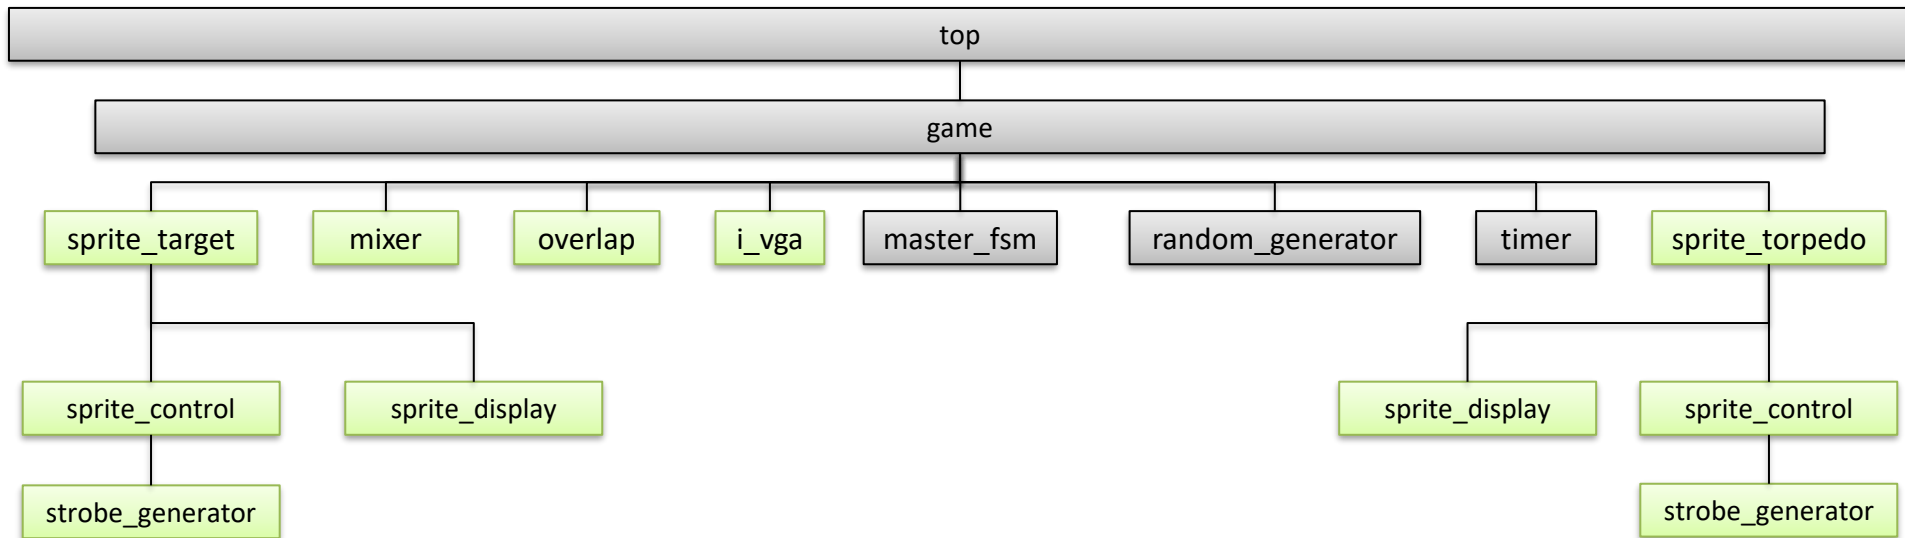 top
game
sprite_target
mixer
overlap
i_vga
master_fsm
random_generator
timer
sprite_torpedo
sprite_control
sprite_display
sprite_display
sprite_control
strobe_generator
strobe_generator